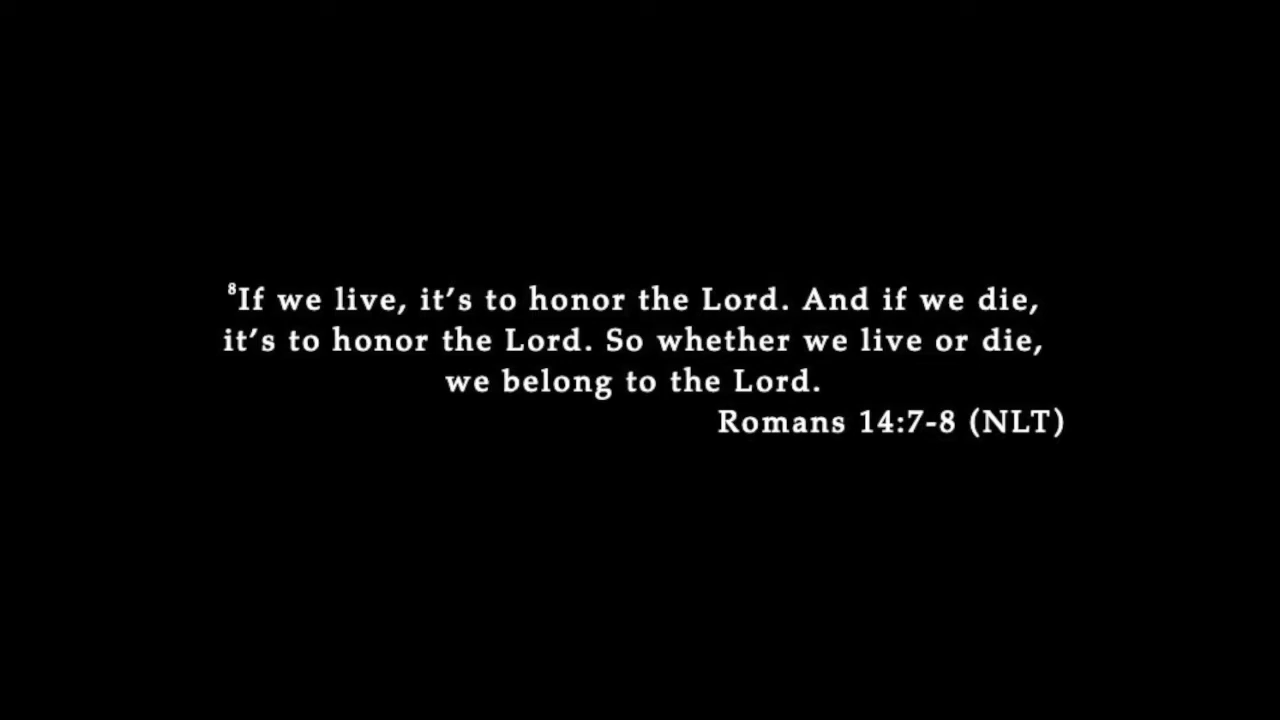 ⁸If we live, it’s to honor the Lord. And if we die,
it’s to honor the Lord. So whether we live or die,
we belong to the Lord.
Romans 14:7-8 (NLT)